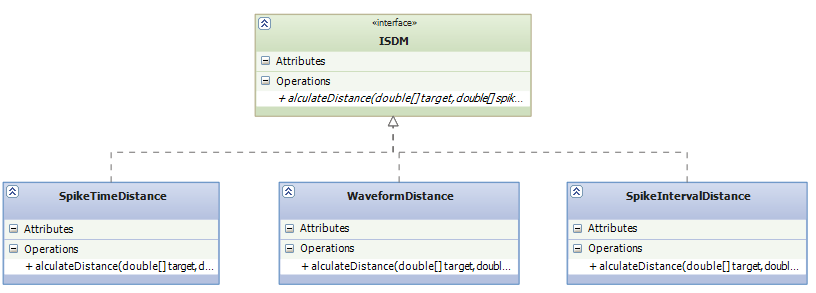 «interface»
ISDM
Attributes
Operations
+ alculateDistance(double[] target, double[] spik...
SpikeTimeDistance
WaveformDistance
SpikeIntervalDistance
Attributes
Attributes
Attributes
Operations
Operations
Operations
+ alculateDistance(double[] target, d...
+ alculateDistance(double[] target, doubl...
+ alculateDistance(double[] target, doubl...